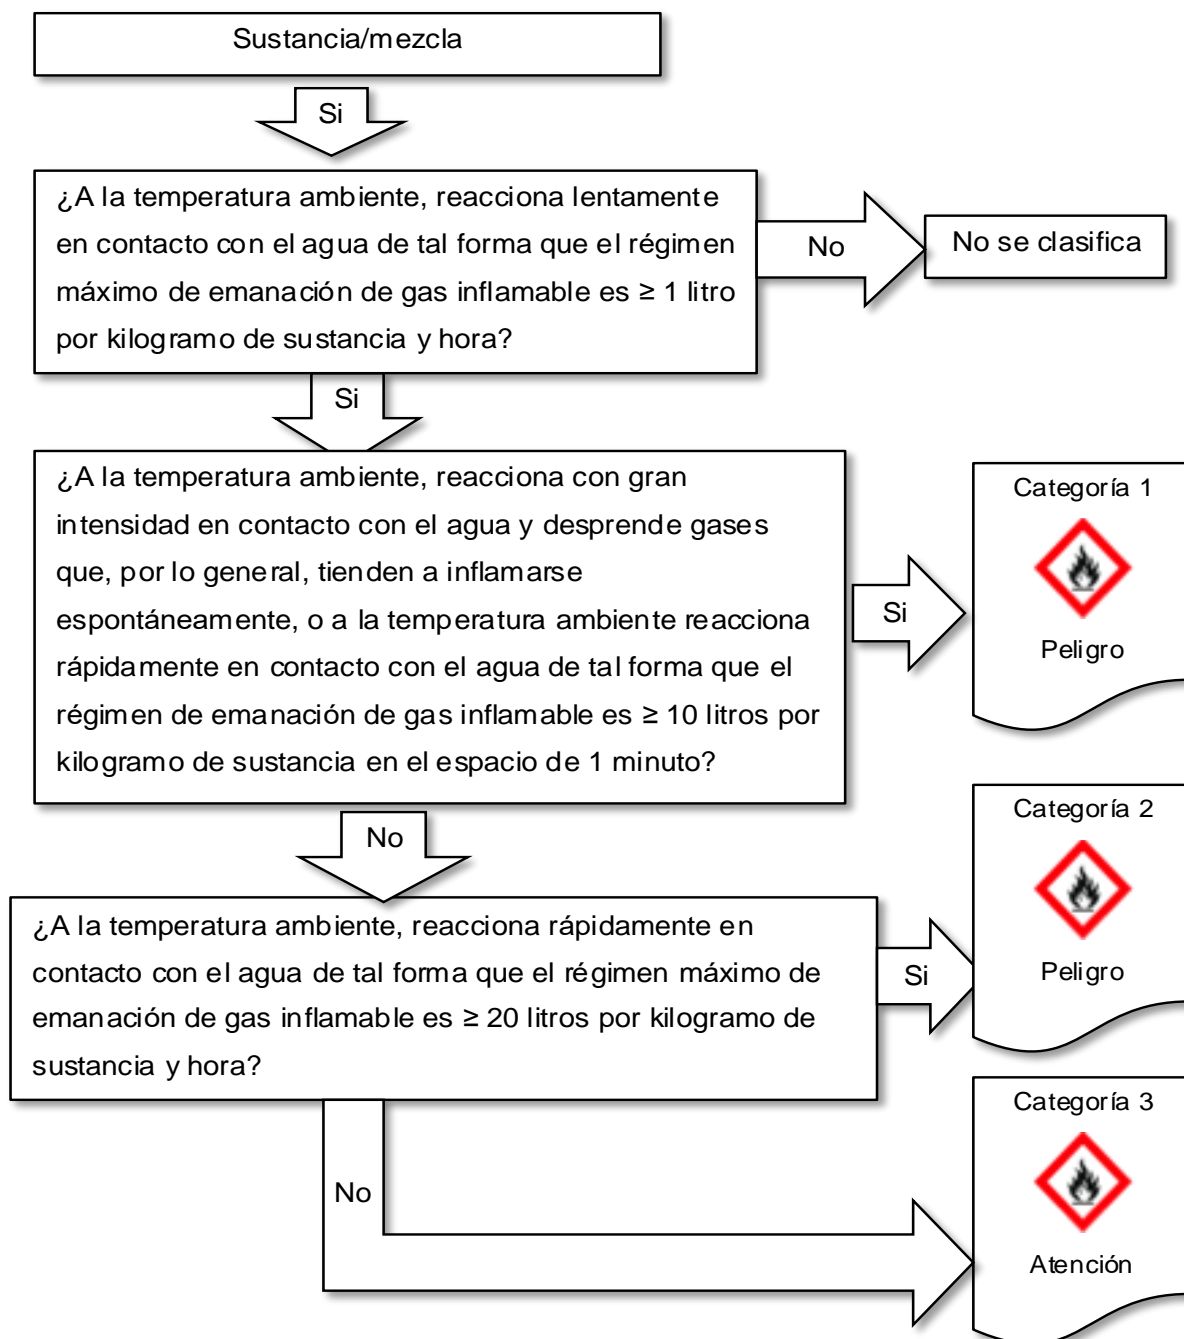 Sustancia/mezcla
Si
¿A la temperatura ambiente, reacciona lentamente
en contacto con el agua de tal forma que el régimen
máximo de emanación de gas inflamable es ≥ 1 litro
por kilogramo de sustancia y hora?
No
No se clasifica
Si
¿A la temperatura ambiente, reacciona con gran
intensidad en contacto con el agua y desprende gases
que, por lo general, tienden a inflamarse
espontáneamente, o a la temperatura ambiente reacciona
rápidamente en contacto con el agua de tal forma que el
régimen de emanación de gas inflamable es ≥ 10 litros por
kilogramo de sustancia en el espacio de 1 minuto?
Si
Categoría 1
Peligro
No
¿A la temperatura ambiente, reacciona rápidamente en
contacto con el agua de tal forma que el régimen máximo de
emanación de gas inflamable es ≥ 20 litros por kilogramo de
sustancia y hora?
Si
Categoría 2
Peligro
No
Categoría 3
Atención